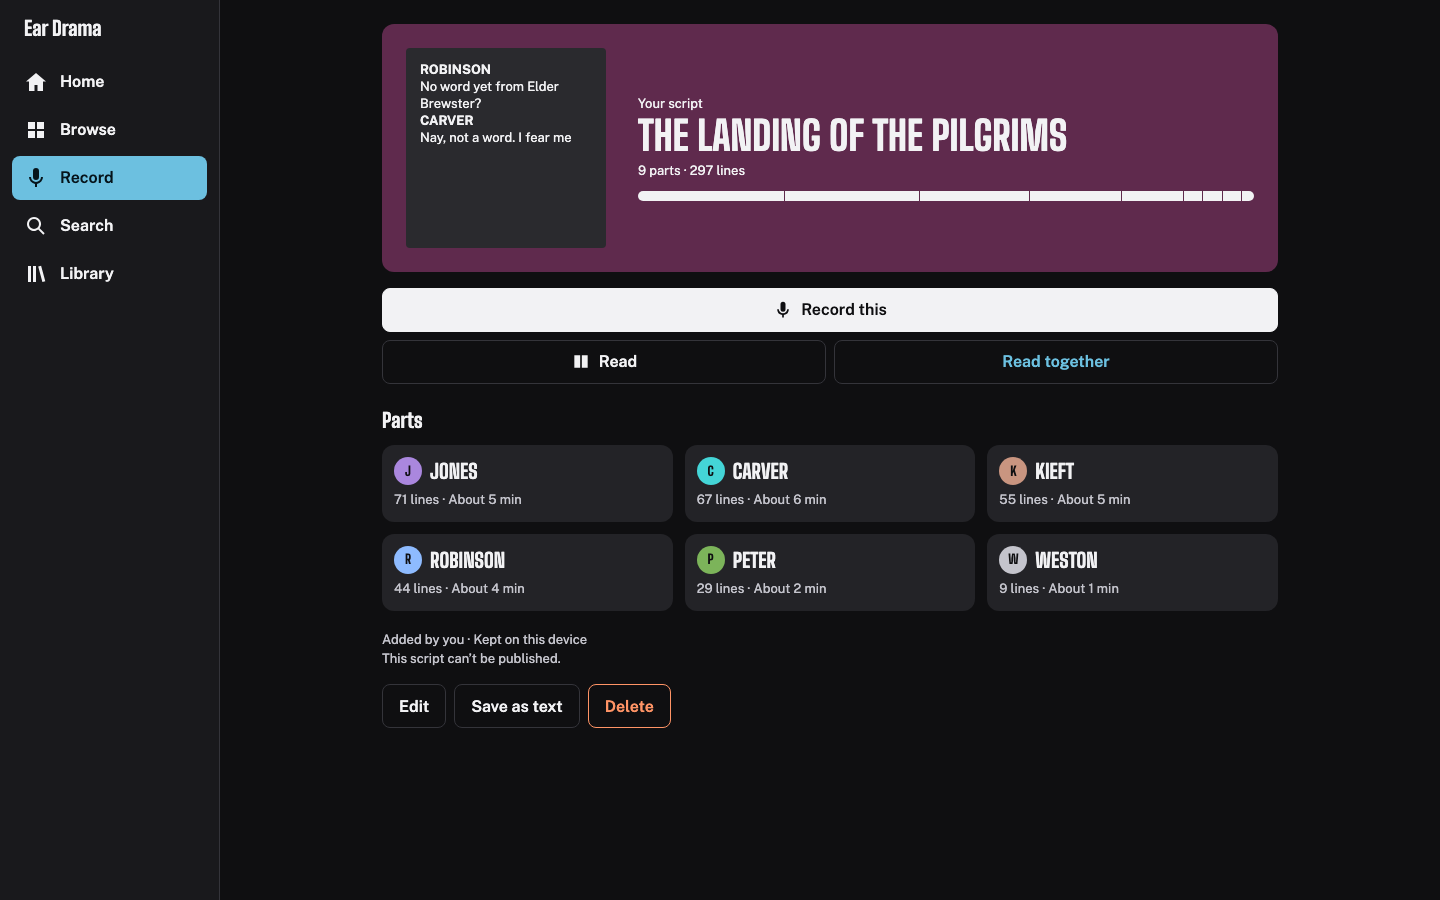 Ear Drama
Home
Browse
Record
Search
Library
ROBINSON
No word yet from Elder
Brewster?
CARVER
Nay, not a word. I fear me
Your script
THE LANDING OF THE PILGRIMS
9 parts · 297 lines
Record this
Read
Read together
Parts
J JONES
71 lines · About 5 min
C CARVER
67 lines · About 6 min
K KIEFT
55 lines · About 5 min
R ROBINSON
44 lines · About 4 min
P PETER
29 lines · About 2 min
W WESTON
9 lines · About 1 min
Added by you · Kept on this device
This script can’t be published.
Edit
Save as text
Delete